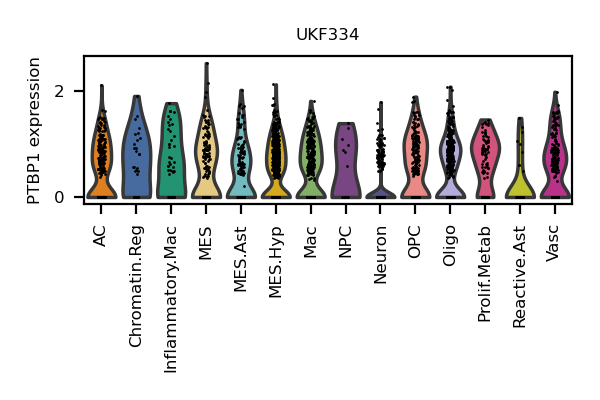 UKF334
PTBP1 expression
2
0
AC
Chromatin.Reg
Inflammatory.Mac
MES
MES.Ast
MES.Hyp
Mac
NPC
Neuron
OPC
Oligo
Prolif.Metab
Reactive.Ast
Vasc